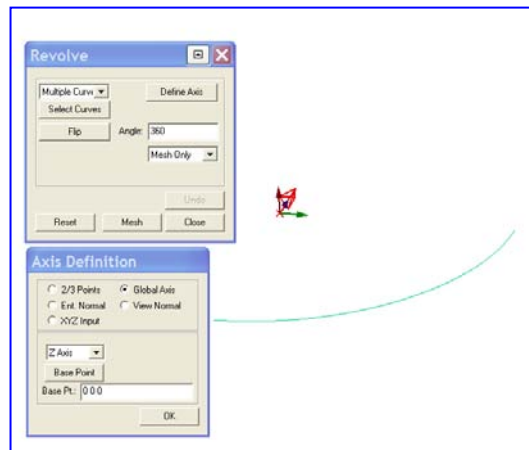 Revolve
Multiple Curv
Define Axis
Select Curves
Flip
Angle: 360
Mesh Only
Undo
Reset
Mesh
Close
Axis Definition
2/3 Points
Global Axis
Ent. Normal
View Normal
XYZ Input
Z Axis
Base Point
Base Pt.: 0 0 0
OK